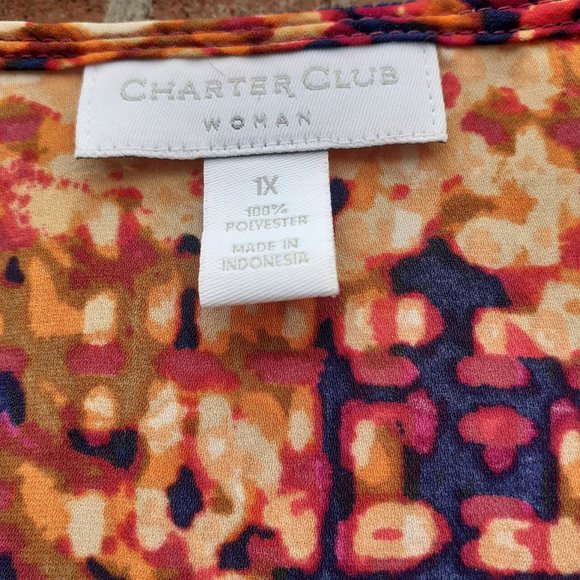 CHARTER CLUB
WOMAN
1X
100%
POLYESTER
MADE IN
INDONESIA